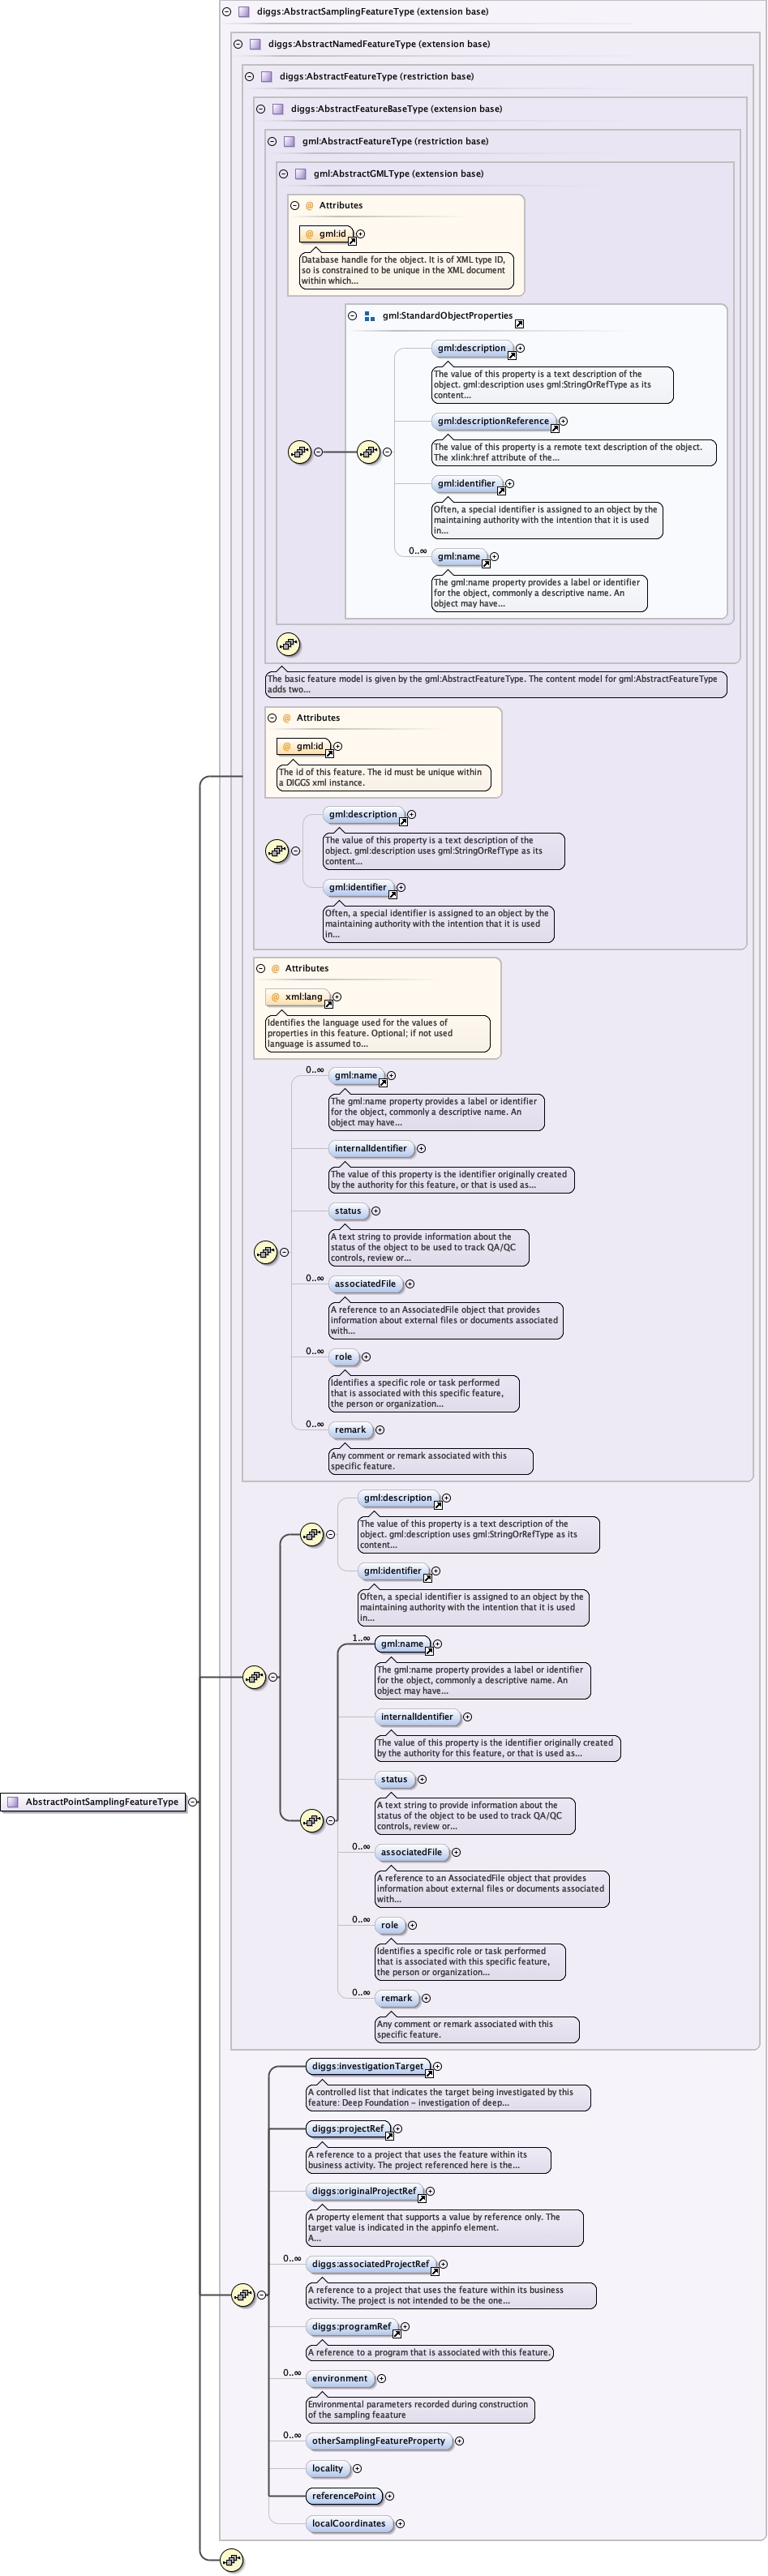 diggs:AbstractSamplingFeatureType (extension base)
diggs:AbstractNamedFeatureType (extension base)
diggs:AbstractFeatureType (restriction base)
diggs:AbstractFeatureBaseType (extension base)
gml:AbstractFeatureType (restriction base)
gml:AbstractGMLType (extension base)
@ Attributes
@ gml:id
Database handle for the object. It is of XML type ID,
so is constrained to be unique in the XML document
within which...
gml:StandardObjectProperties
gml:description
The value of this property is a text description of the
object. gml:description uses gml:StringOrRefType as its
content...
gml:descriptionReference
The value of this property is a remote text description of the object.
The xlink:href attribute of the...
gml:identifier
Often, a special identifier is assigned to an object by the
maintaining authority with the intention that it is used
in...
0..∞
gml:name
The gml:name property provides a label or identifier
for the object, commonly a descriptive name. An
object may have...
The basic feature model is given by the gml:AbstractFeatureType. The content model for gml:AbstractFeatureType
adds two...
@ Attributes
@ gml:id
The id of this feature. The id must be unique within
a DIGGS xml instance.
gml:description
The value of this property is a text description of the
object. gml:description uses gml:StringOrRefType as its
content...
gml:identifier
Often, a special identifier is assigned to an object by the
maintaining authority with the intention that it is used
in...
@ Attributes
@ xml:lang
Identifies the language used for the values of
properties in this feature. Optional; if not used
language is assumed to...
0..∞
gml:name
The gml:name property provides a label or identifier
for the object, commonly a descriptive name. An
object may have...
internalIdentifier
The value of this property is the identifier originally created
by the authority for this feature, or that is used as...
status
A text string to provide information about the
status of the object to be used to track QA/QC
controls, review or...
0..∞
associatedFile
A reference to an AssociatedFile object that provides
information about external files or documents associated
with...
0..∞
role
Identifies a specific role or task performed
that is associated with this specific feature,
the person or organization...
0..∞
remark
Any comment or remark associated with this
specific feature.
gml:description
The value of this property is a text description of the
object. gml:description uses gml:StringOrRefType as its
content...
gml:identifier
Often, a special identifier is assigned to an object by the
maintaining authority with the intention that it is used
in...
1..∞
gml:name
The gml:name property provides a label or identifier
for the object, commonly a descriptive name. An
object may have...
internalIdentifier
The value of this property is the identifier originally created
by the authority for this feature, or that is used as...
status
AbstractPointSamplingFeatureType
A text string to provide information about the
status of the object to be used to track QA/QC
controls, review or...
0..∞
associatedFile
A reference to an AssociatedFile object that provides
information about external files or documents associated
with...
0..∞
role
Identifies a specific role or task performed
that is associated with this specific feature,
the person or organization...
0..∞
remark
Any comment or remark associated with this
specific feature.
diggs:investigationTarget
A controlled list that indicates the target being investigated by this
feature: Deep Foundation – investigation of deep...
diggs:projectRef
A reference to a project that uses the feature within its
business activity. The project referenced here is the...
diggs:originalProjectRef
A property element that supports a value by reference only. The
target value is indicated in the appinfo element.
A...
0..∞
diggs:associatedProjectRef
A reference to a project that uses the feature within its business
activity. The project is not intended to be the one...
diggs:programRef
A reference to a program that is associated with this feature.
0..∞
environment
Environmental parameters recorded during construction
of the sampling feaature
0..∞
otherSamplingFeatureProperty
locality
referencePoint
localCoordinates